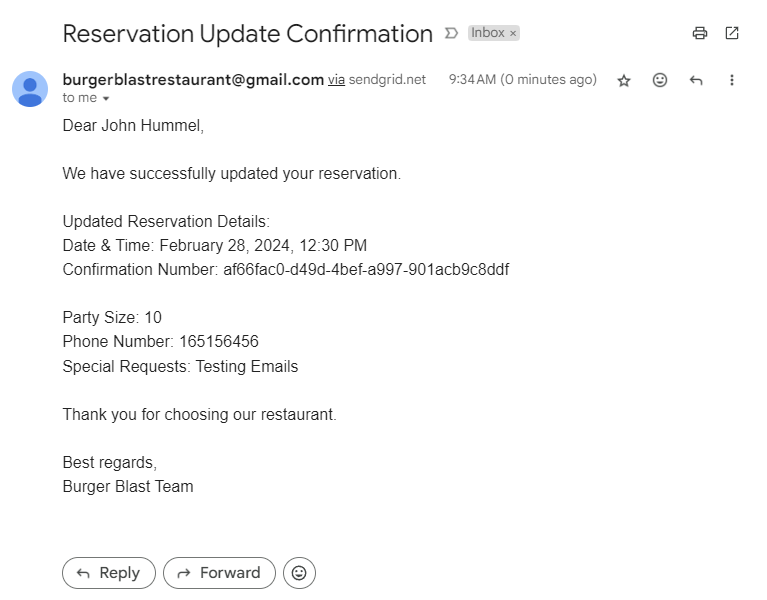 Reservation Update Confirmation Inbox ×
burgerblastrestaurant@gmail.com via sendgrid.net 9:34 AM (0 minutes ago)
to me
Dear John Hummel,
We have successfully updated your reservation.
Updated Reservation Details:
Date & Time: February 28, 2024, 12:30 PM
Confirmation Number: af66fac0-d49d-4bef-a997-901acb9c8ddf
Party Size: 10
Phone Number: 165156456
Special Requests: Testing Emails
Thank you for choosing our restaurant.
Best regards,
Burger Blast Team
Reply Forward